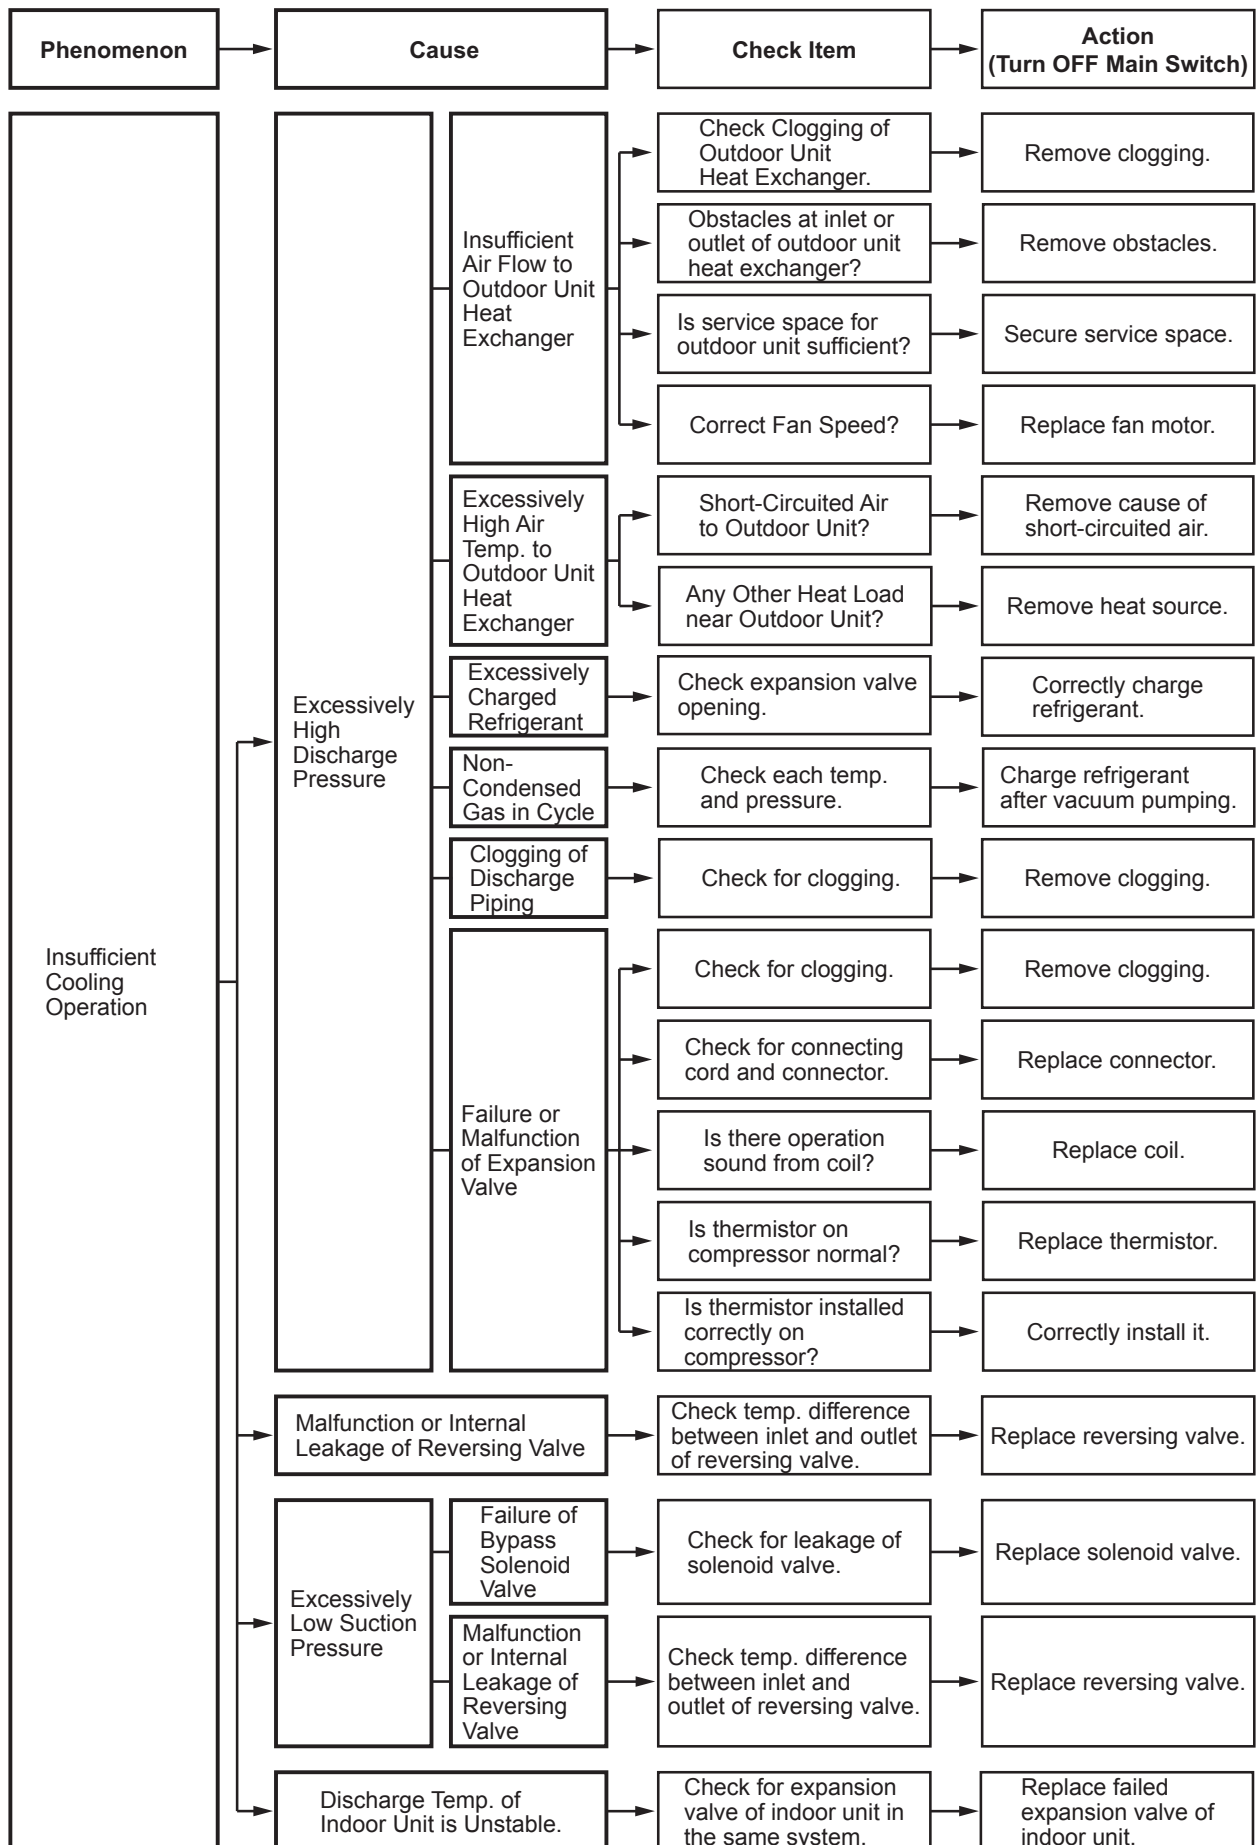 Phenomenon
Cause
Check Item
Action
(Turn OFF Main Switch)
Insufficient
Cooling
Operation
Excessively
High
Discharge
Pressure
Insufficient
Air Flow to
Outdoor Unit
Heat
Exchanger
Check Clogging of
Outdoor Unit
Heat Exchanger.
Remove clogging.
Obstacles at inlet or
outlet of outdoor unit
heat exchanger?
Remove obstacles.
Is service space for
outdoor unit sufficient?
Secure service space.
Correct Fan Speed?
Replace fan motor.
Excessively
High Air
Temp. to
Outdoor Unit
Heat
Exchanger
Short-Circuited Air
to Outdoor Unit?
Remove cause of
short-circuited air.
Any Other Heat Load
near Outdoor Unit?
Remove heat source.
Excessively
Charged
Refrigerant
Check expansion valve
opening.
Correctly charge
refrigerant.
Non-
Condensed
Gas in Cycle
Check each temp.
and pressure.
Charge refrigerant
after vacuum pumping.
Clogging of
Discharge
Piping
Check for clogging.
Remove clogging.
Failure or
Malfunction
of Expansion
Valve
Check for clogging.
Remove clogging.
Check for connecting
cord and connector.
Replace connector.
Is there operation
sound from coil?
Replace coil.
Is thermistor on
compressor normal?
Replace thermistor.
Is thermistor installed
correctly on
compressor?
Correctly install it.
Malfunction or Internal
Leakage of Reversing Valve
Check temp. difference
between inlet and outlet
of reversing valve.
Replace reversing valve.
Excessively
Low Suction
Pressure
Failure of
Bypass
Solenoid
Valve
Check for leakage of
solenoid valve.
Replace solenoid valve.
Malfunction
or Internal
Leakage of
Reversing
Valve
Check temp. difference
between inlet and
outlet of reversing valve.
Replace reversing valve.
Discharge Temp. of
Indoor Unit is Unstable.
Check for expansion
valve of indoor unit in
the same system.
Replace failed
expansion valve of
indoor unit.